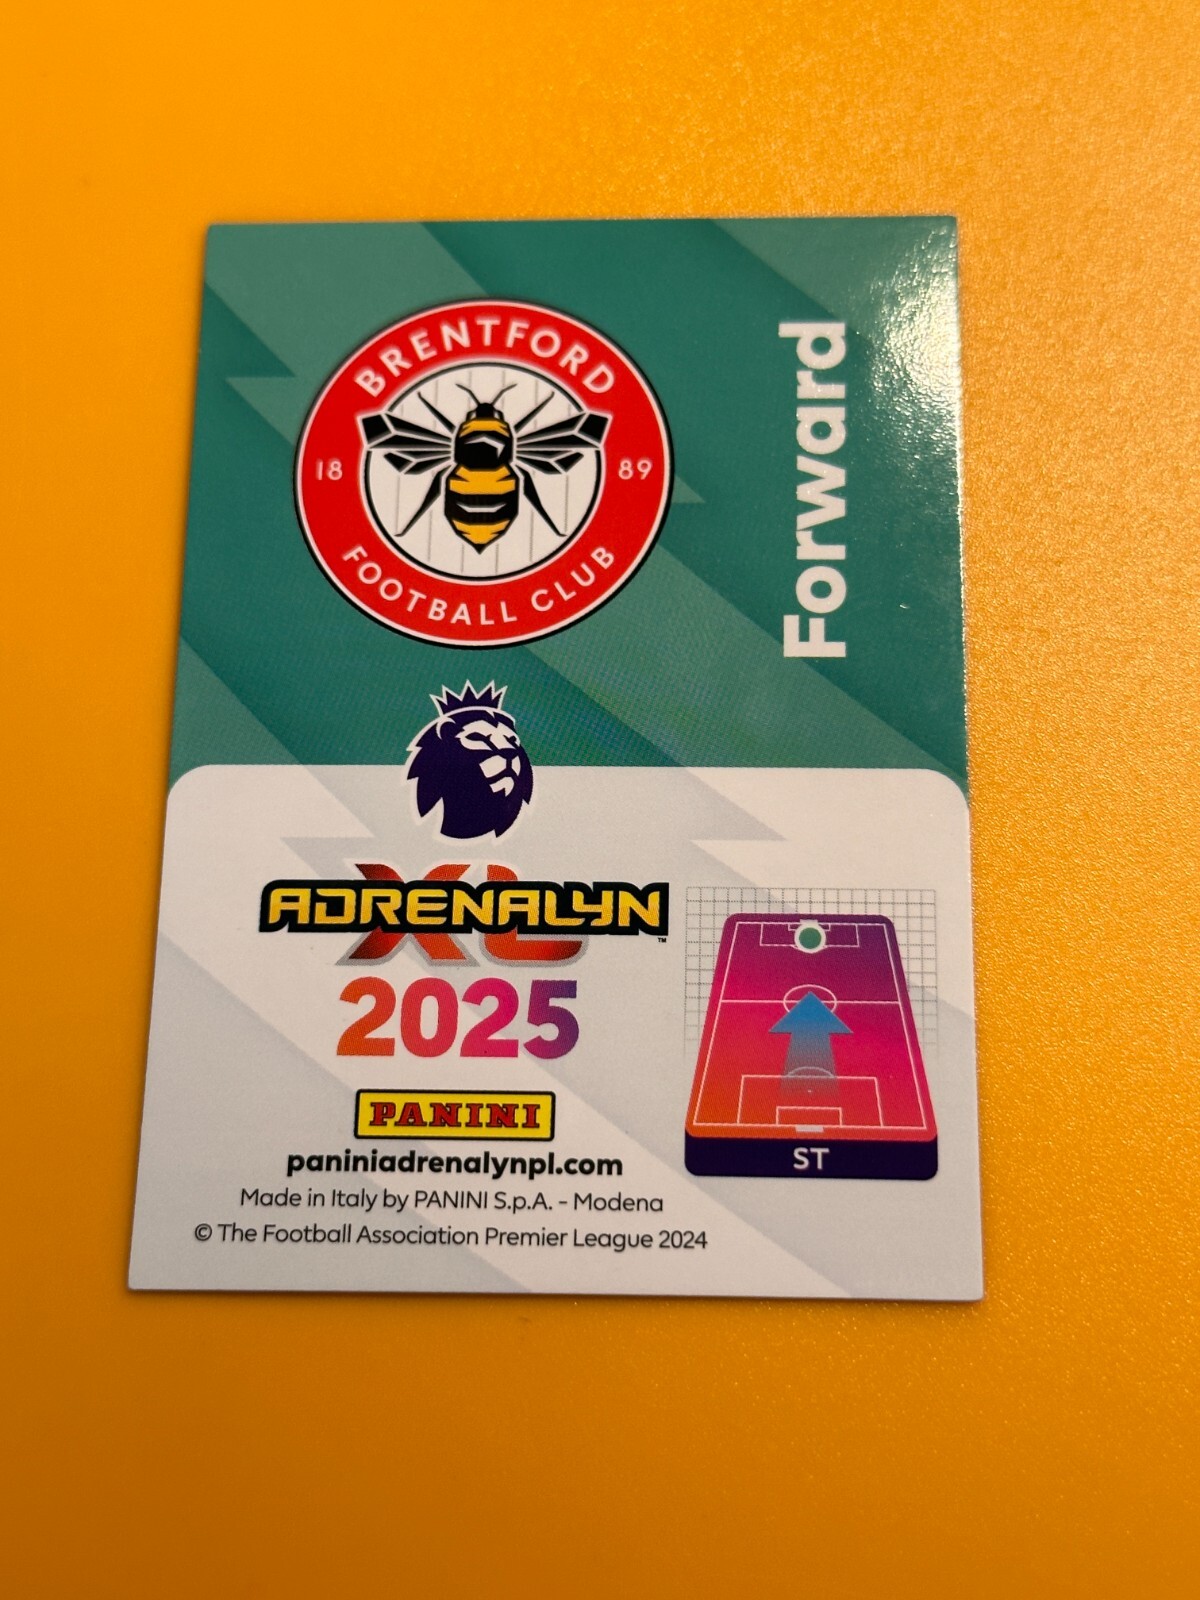 BRENTFORD
18 89
FOOTBALL CLUB
Forward
XL
ADRENALYN™
2025
PANINI
paniniadrenalynpl.com
Made in Italy by PANINI S.p.A. - Modena
© The Football Association Premier League 2024
ST